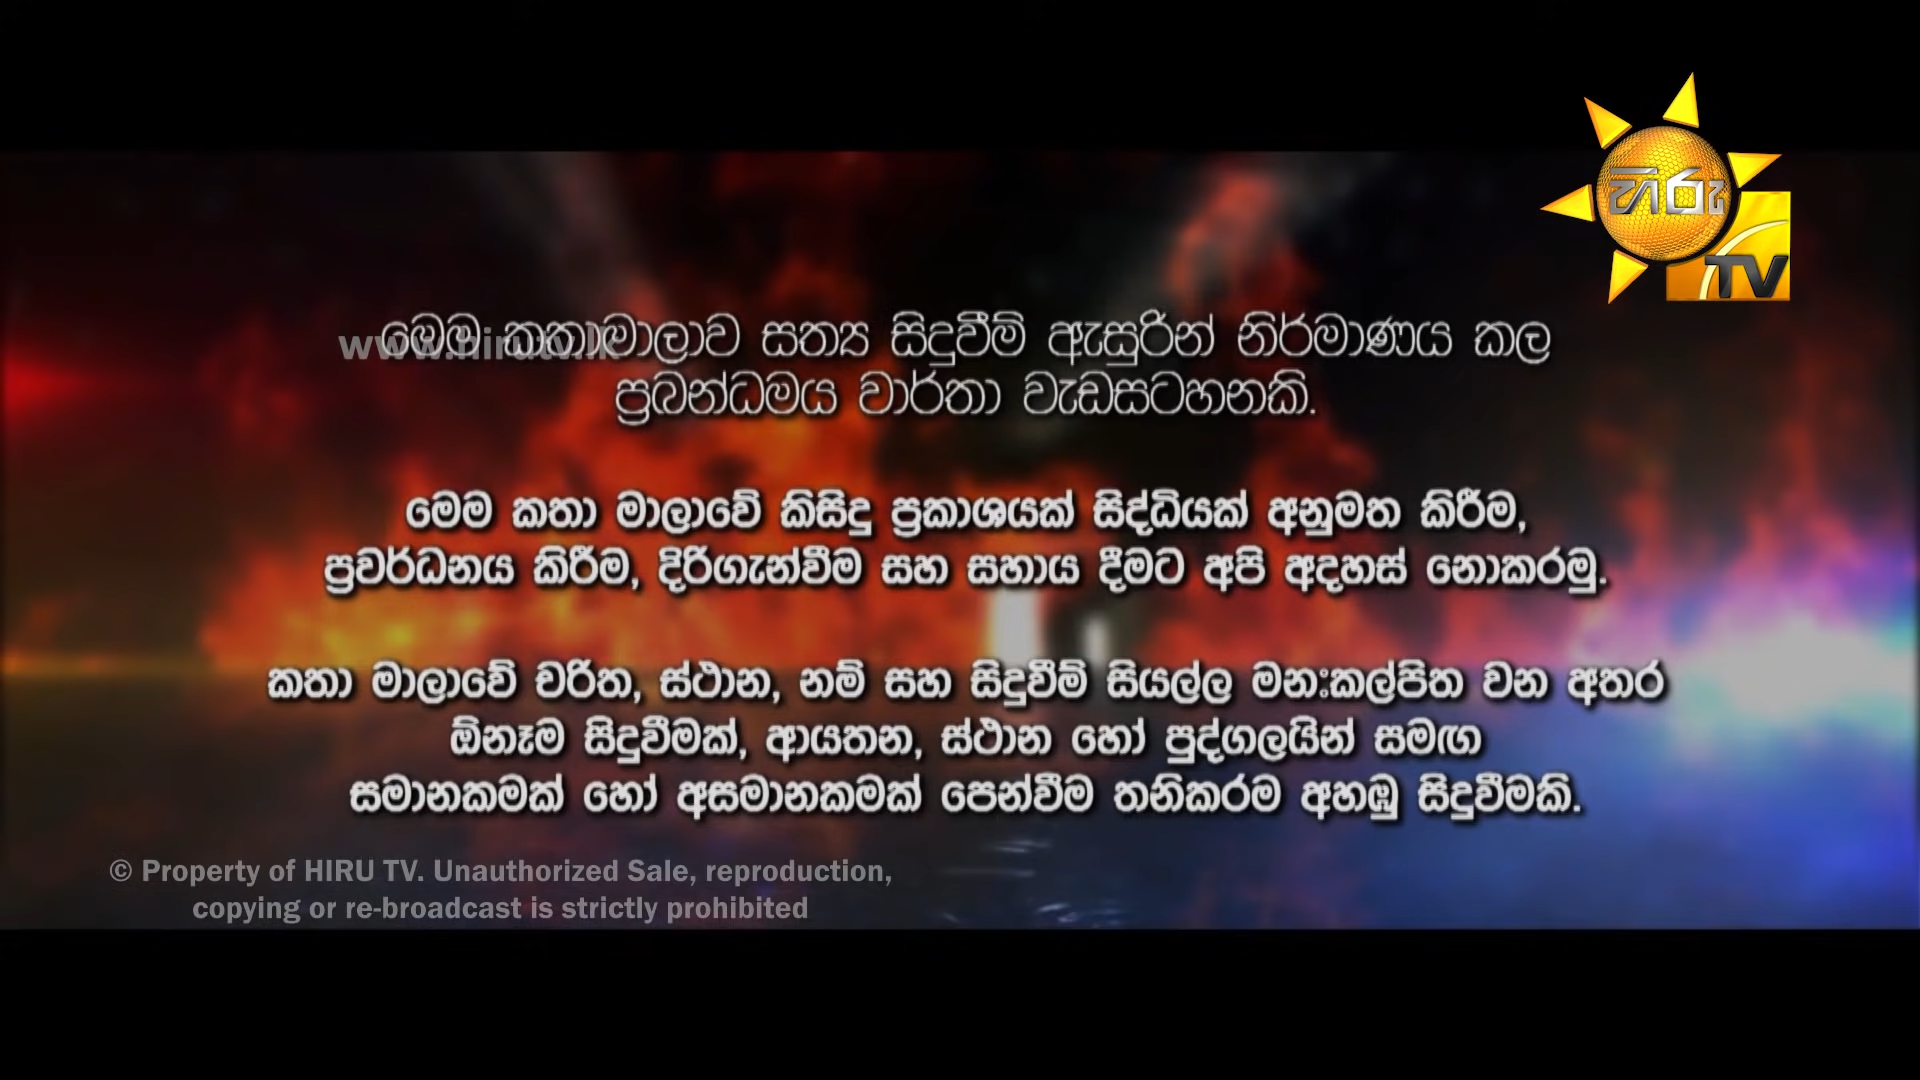 හිරු
TV
www.hirutv.lk
මෙම කතාමාලාව සත්‍ය සිදුවීම් ඇසුරින් නිර්මාණය කල
ප්‍රබන්ධමය වාර්තා වැඩසටහනකි.
මෙම කතා මාලාවේ කිසිදු ප්‍රකාශයක් සිද්ධියක් අනුමත කිරීම,
ප්‍රවර්ධනය කිරීම, දිරිගැන්වීම සහ සහාය දීමට අපි අදහස් නොකරමු.
කතා මාලාවේ චරිත, ස්ථාන, නම් සහ සිදුවීම් සියල්ල මනඃකල්පිත වන අතර
ඕනෑම සිදුවීමක්, ආයතන, ස්ථාන හෝ පුද්ගලයින් සමඟ
සමානකමක් හෝ අසමානකමක් පෙන්වීම තනිකරම අහඹු සිදුවීමකි.
© Property of HIRU TV. Unauthorized Sale, reproduction,
copying or re-broadcast is strictly prohibited